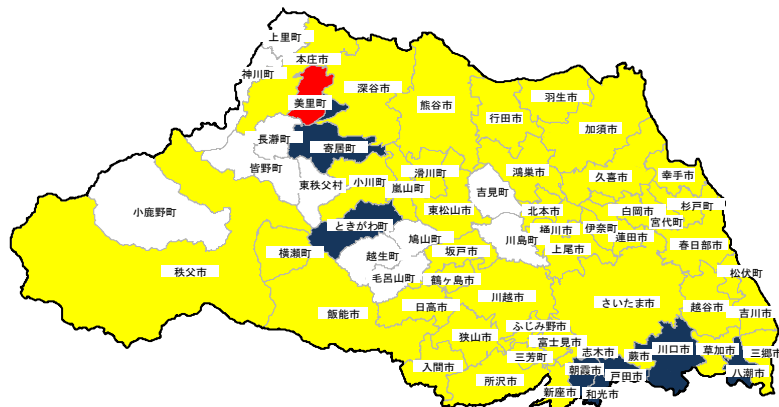 上里町
本庄市
神川町
深谷市
美里町
熊谷市
羽生市
行田市
加須市
長瀞町
寄居町
皆野町
東秩父村
小川町
嵐山町
滑川町
吉見町
鴻巣市
久喜市
幸手市
小鹿野町
ときがわ町
東松山市
北本市
白岡市
杉戸町
宮代町
桶川市
伊奈町
蓮田市
上尾市
春日部市
横瀬町
秩父市
鳩山町
越生町
坂戸市
川島町
毛呂山町
鶴ヶ島市
松伏町
飯能市
日高市
川越市
さいたま市
越谷市
吉川市
狭山市
ふじみ野市
富士見市
三芳町
志木市
蕨市
川口市
草加市
三郷市
入間市
所沢市
朝霞市
戸田市
八潮市
新座市
和光市